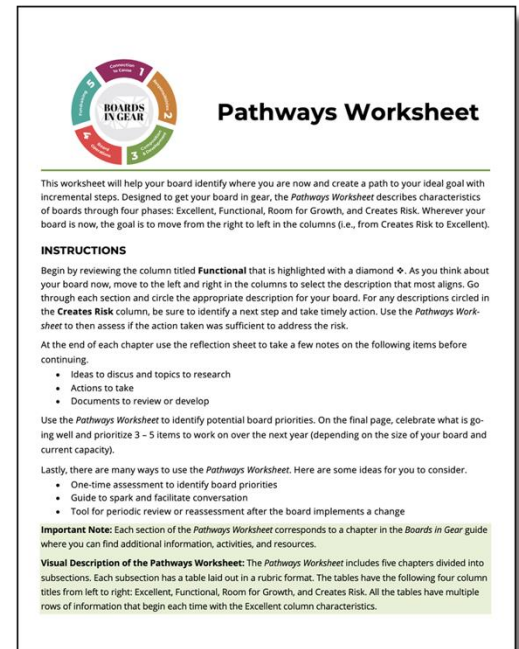 Connection to Cause
1
2
Composition & Development
3
Board Operations
4
Fundraising
5
BOARDS
IN GEAR
Pathways Worksheet
This worksheet will help your board identify where you are now and create a path to your ideal goal with
incremental steps. Designed to get your board in gear, the Pathways Worksheet describes characteristics
of boards through four phases: Excellent, Functional, Room for Growth, and Creates Risk. Wherever your
board is now, the goal is to move from the right to left in the columns (i.e., from Creates Risk to Excellent).
INSTRUCTIONS
Begin by reviewing the column titled Functional that is highlighted with a diamond ❖. As you think about
your board now, move to the left and right in the columns to select the description that most aligns. Go
through each section and circle the appropriate description for your board. For any descriptions circled in
the Creates Risk column, be sure to identify a next step and take timely action. Use the Pathways Work-
sheet to then assess if the action taken was sufficient to address the risk.
At the end of each chapter use the reflection sheet to take a few notes on the following items before
continuing.
• Ideas to discus and topics to research
• Actions to take
• Documents to review or develop
Use the Pathways Worksheet to identify potential board priorities. On the final page, celebrate what is go-
ing well and prioritize 3 – 5 items to work on over the next year (depending on the size of your board and
current capacity).
Lastly, there are many ways to use the Pathways Worksheet. Here are some ideas for you to consider.
• One-time assessment to identify board priorities
• Guide to spark and facilitate conversation
• Tool for periodic review or reassessment after the board implements a change
Important Note: Each section of the Pathways Worksheet corresponds to a chapter in the Boards in Gear guide
where you can find additional information, activities, and resources.
Visual Description of the Pathways Worksheet: The Pathways Worksheet includes five chapters divided into
subsections. Each subsection has a table laid out in a rubric format. The tables have the following four column
titles from left to right: Excellent, Functional, Room for Growth, and Creates Risk. All the tables have multiple
rows of information that begin each time with the Excellent column characteristics.